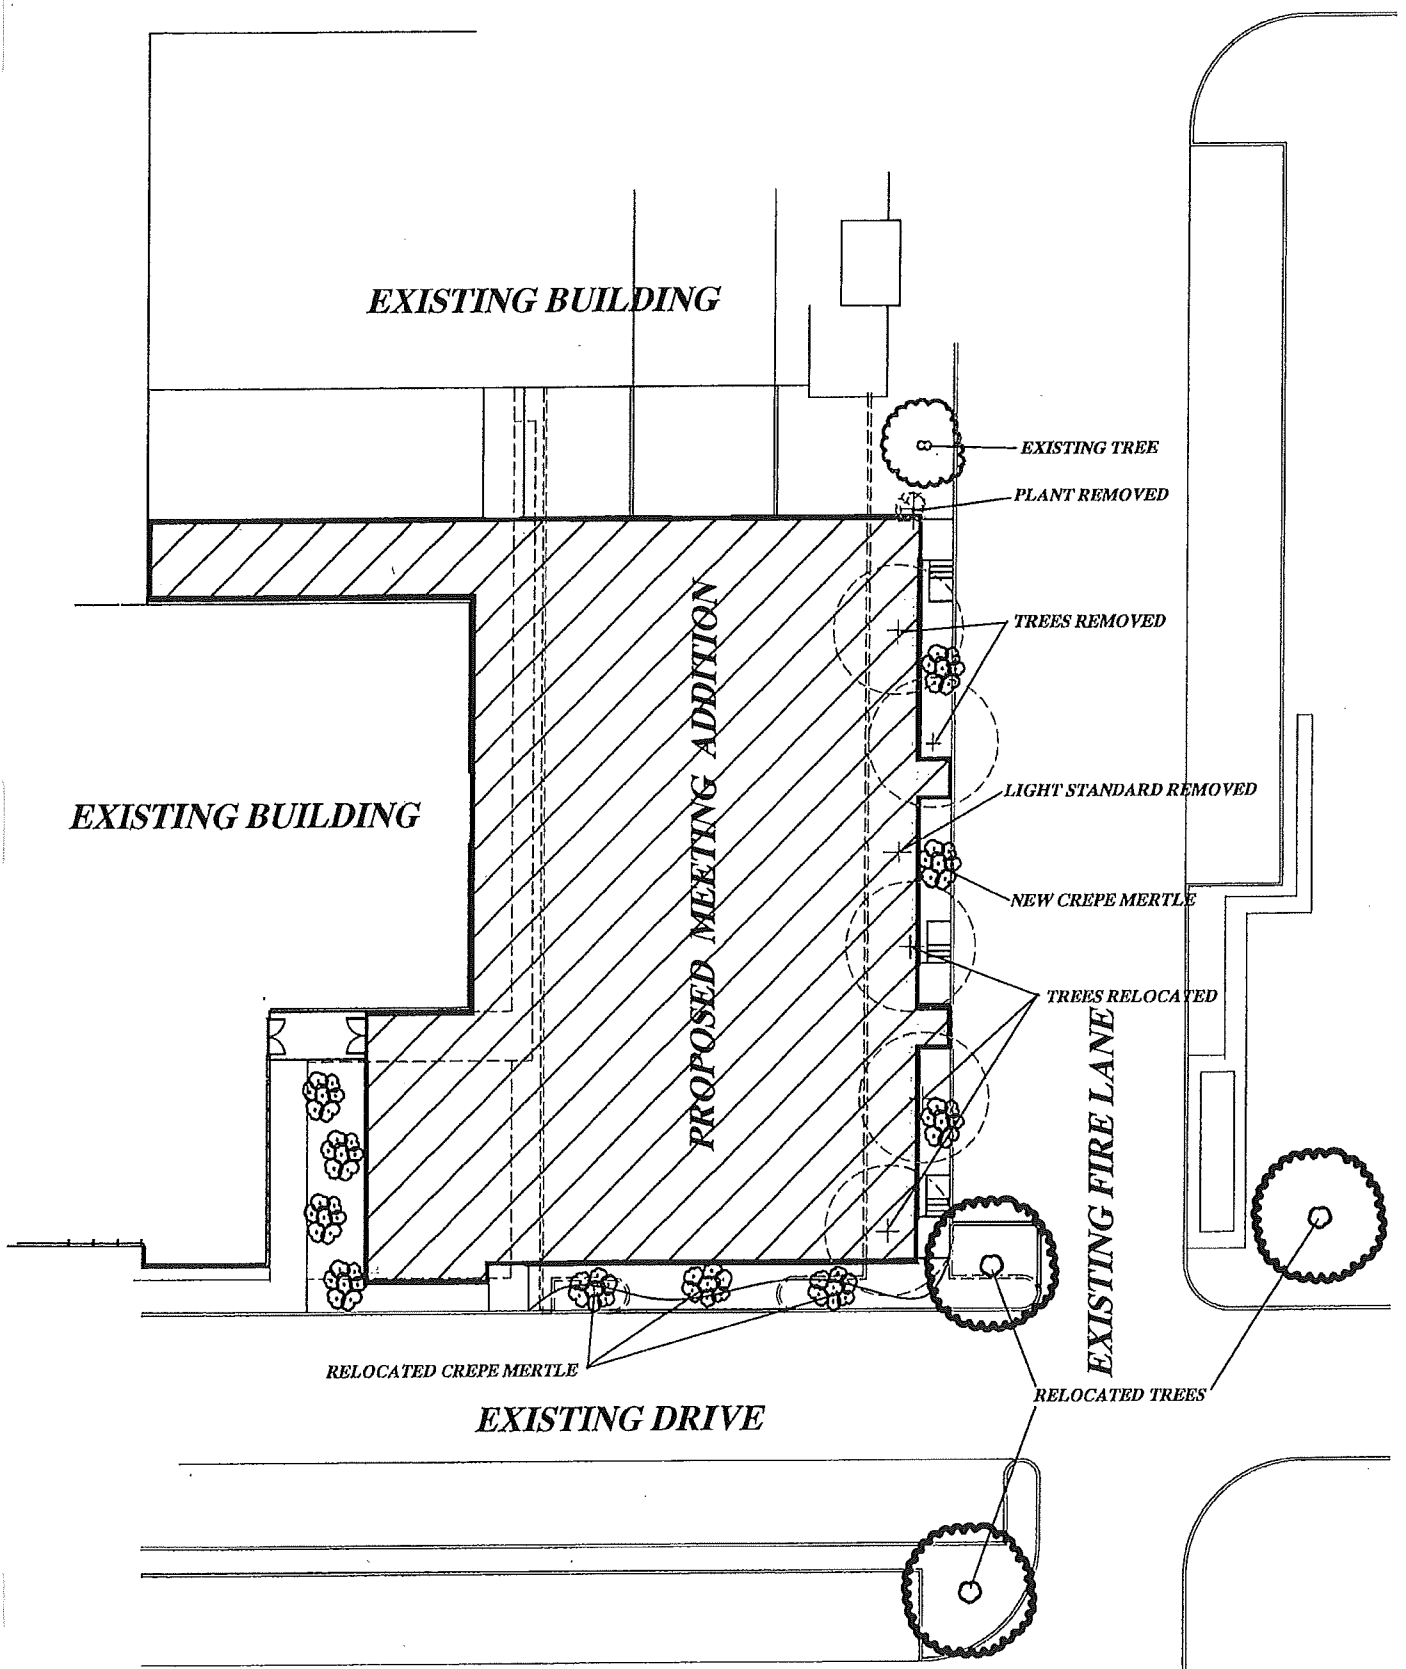 EXISTING BUILDING
EXISTING TREE
PLANT REMOVED
TREES REMOVED
PROPOSED MEETING ADDITION
LIGHT STANDARD REMOVED
EXISTING BUILDING
NEW CREPE MERTLE
TREES RELOCATED
EXISTING FIRE LANE
RELOCATED CREPE MERTLE
RELOCATED TREES
EXISTING DRIVE